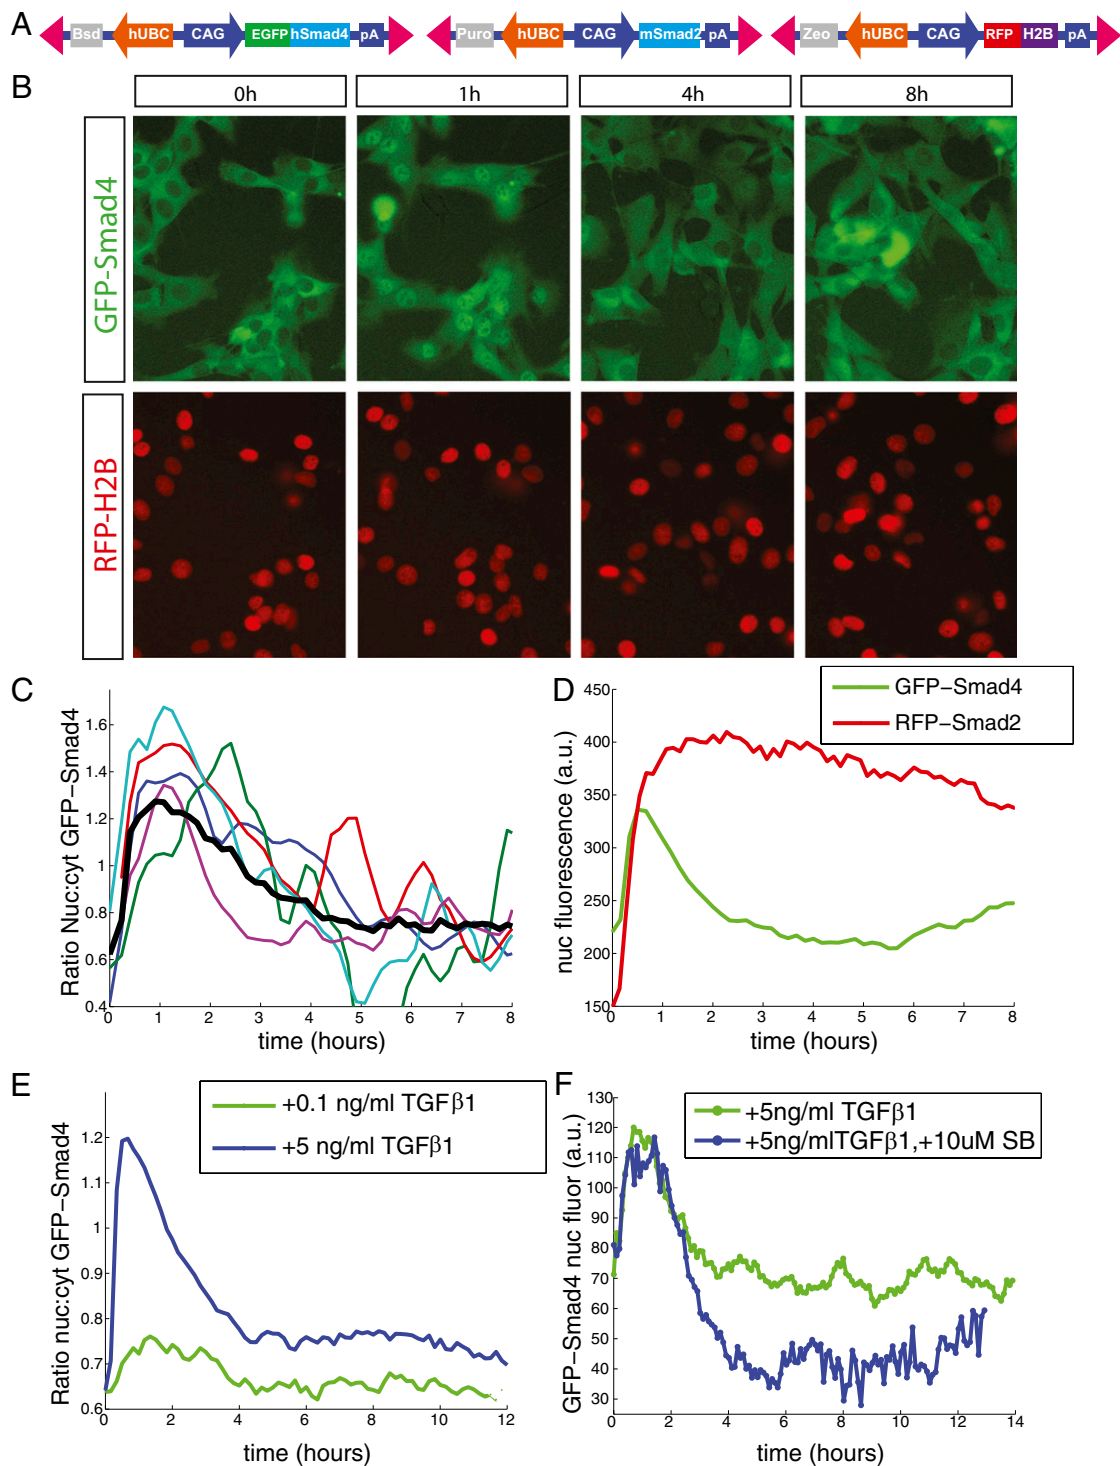 A
Bsd hUBC CAG EGFP hSmad4 pA
Puro hUBC CAG mSmad2 pA
Zeo hUBC CAG RFP H2B pA
B
0h 1h 4h 8h
GFP-Smad4
RFP-H2B
C
Ratio Nuc:cyt GFP-Smad4
1.6
1.4
1.2
1
0.8
0.6
0.4
0 1 2 3 4 5 6 7 8
time (hours)
D
GFP-Smad4
RFP-Smad2
nuc fluorescence (a.u.)
450
400
350
300
250
200
150
0 1 2 3 4 5 6 7 8
time (hours)
E
+0.1 ng/ml TGFβ1
+5 ng/ml TGFβ1
Ratio nuc:cyt GFP-Smad4
1.2
1.1
1
0.9
0.8
0.7
0.6
0 2 4 6 8 10 12
time (hours)
F
+5ng/ml TGFβ1
+5ng/mlTGFβ1,+10uM SB
GFP-Smad4 nuc fluor (a.u.)
130
120
110
100
90
80
70
60
50
40
30
0 2 4 6 8 10 12 14
time (hours)